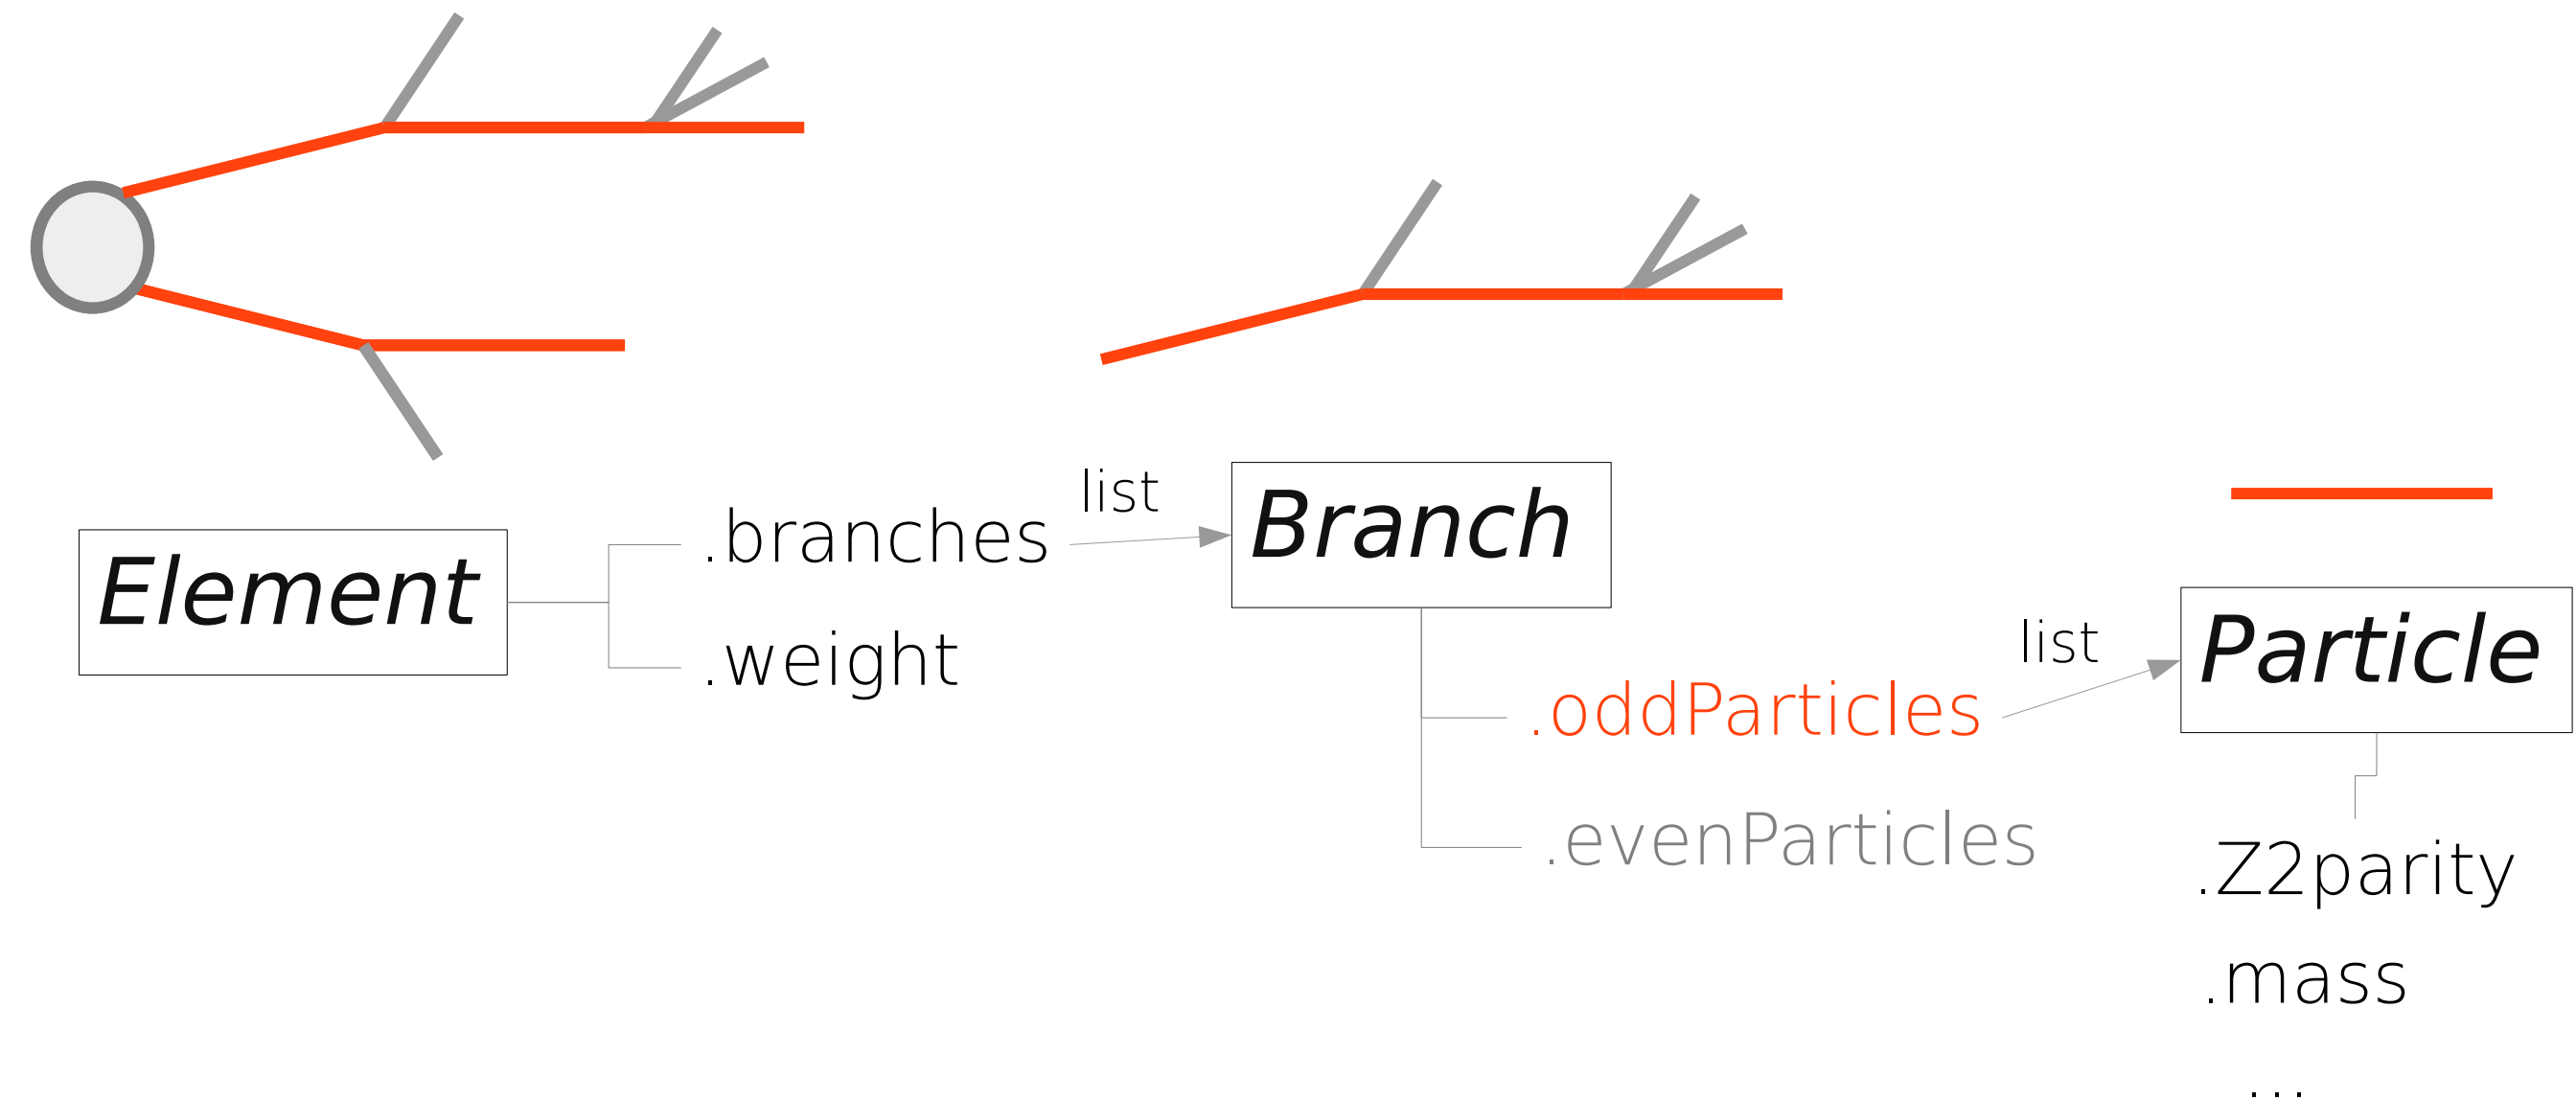 Element
.branches
.weight
list
Branch
.oddParticles
.evenParticles
list
Particle
.Z2parity
.mass
...